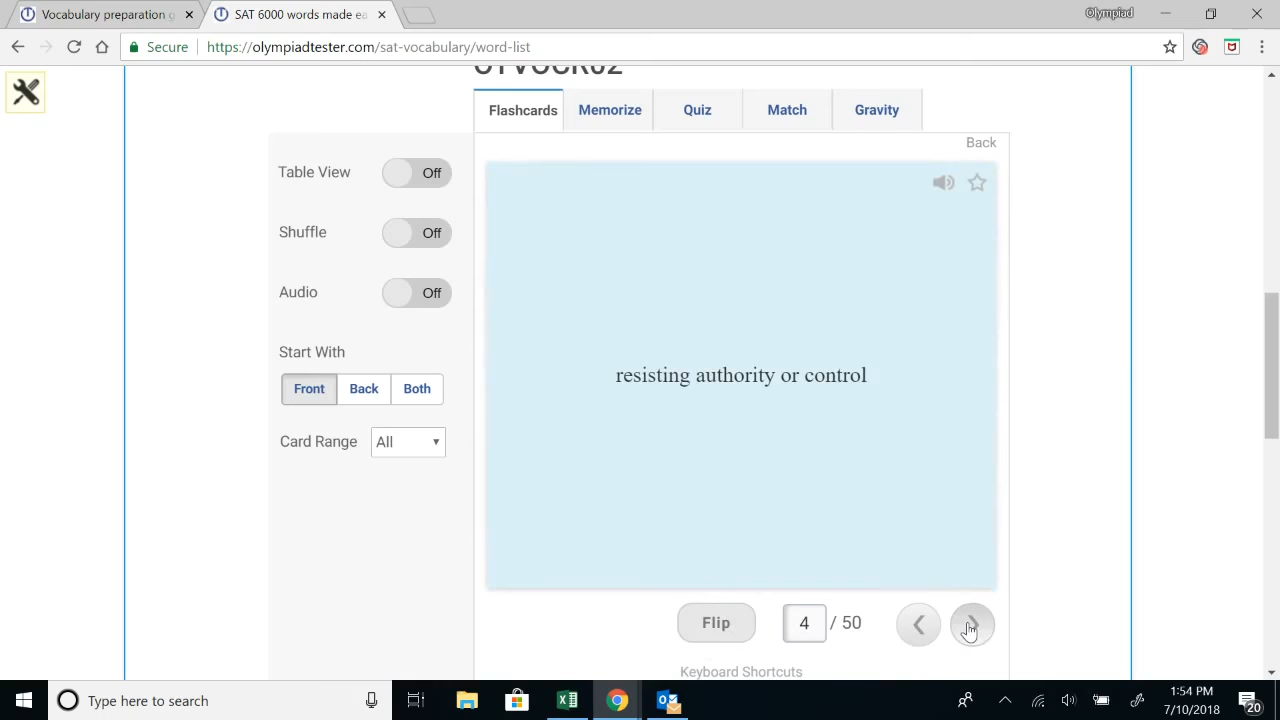 Vocabulary preparation g
SAT 6000 words made ea
Olympiad
Secure
https://olympiadtester.com/sat-vocabulary/word-list
OTVOCR02
Flashcards
Memorize
Quiz
Match
Gravity
Back
Table View
Off
Shuffle
Off
Audio
Off
Start With
Front
Back
Both
Card Range
All
resisting authority or control
Flip
4 / 50
Keyboard Shortcuts
Type here to search
1:54 PM
7/10/2018
20